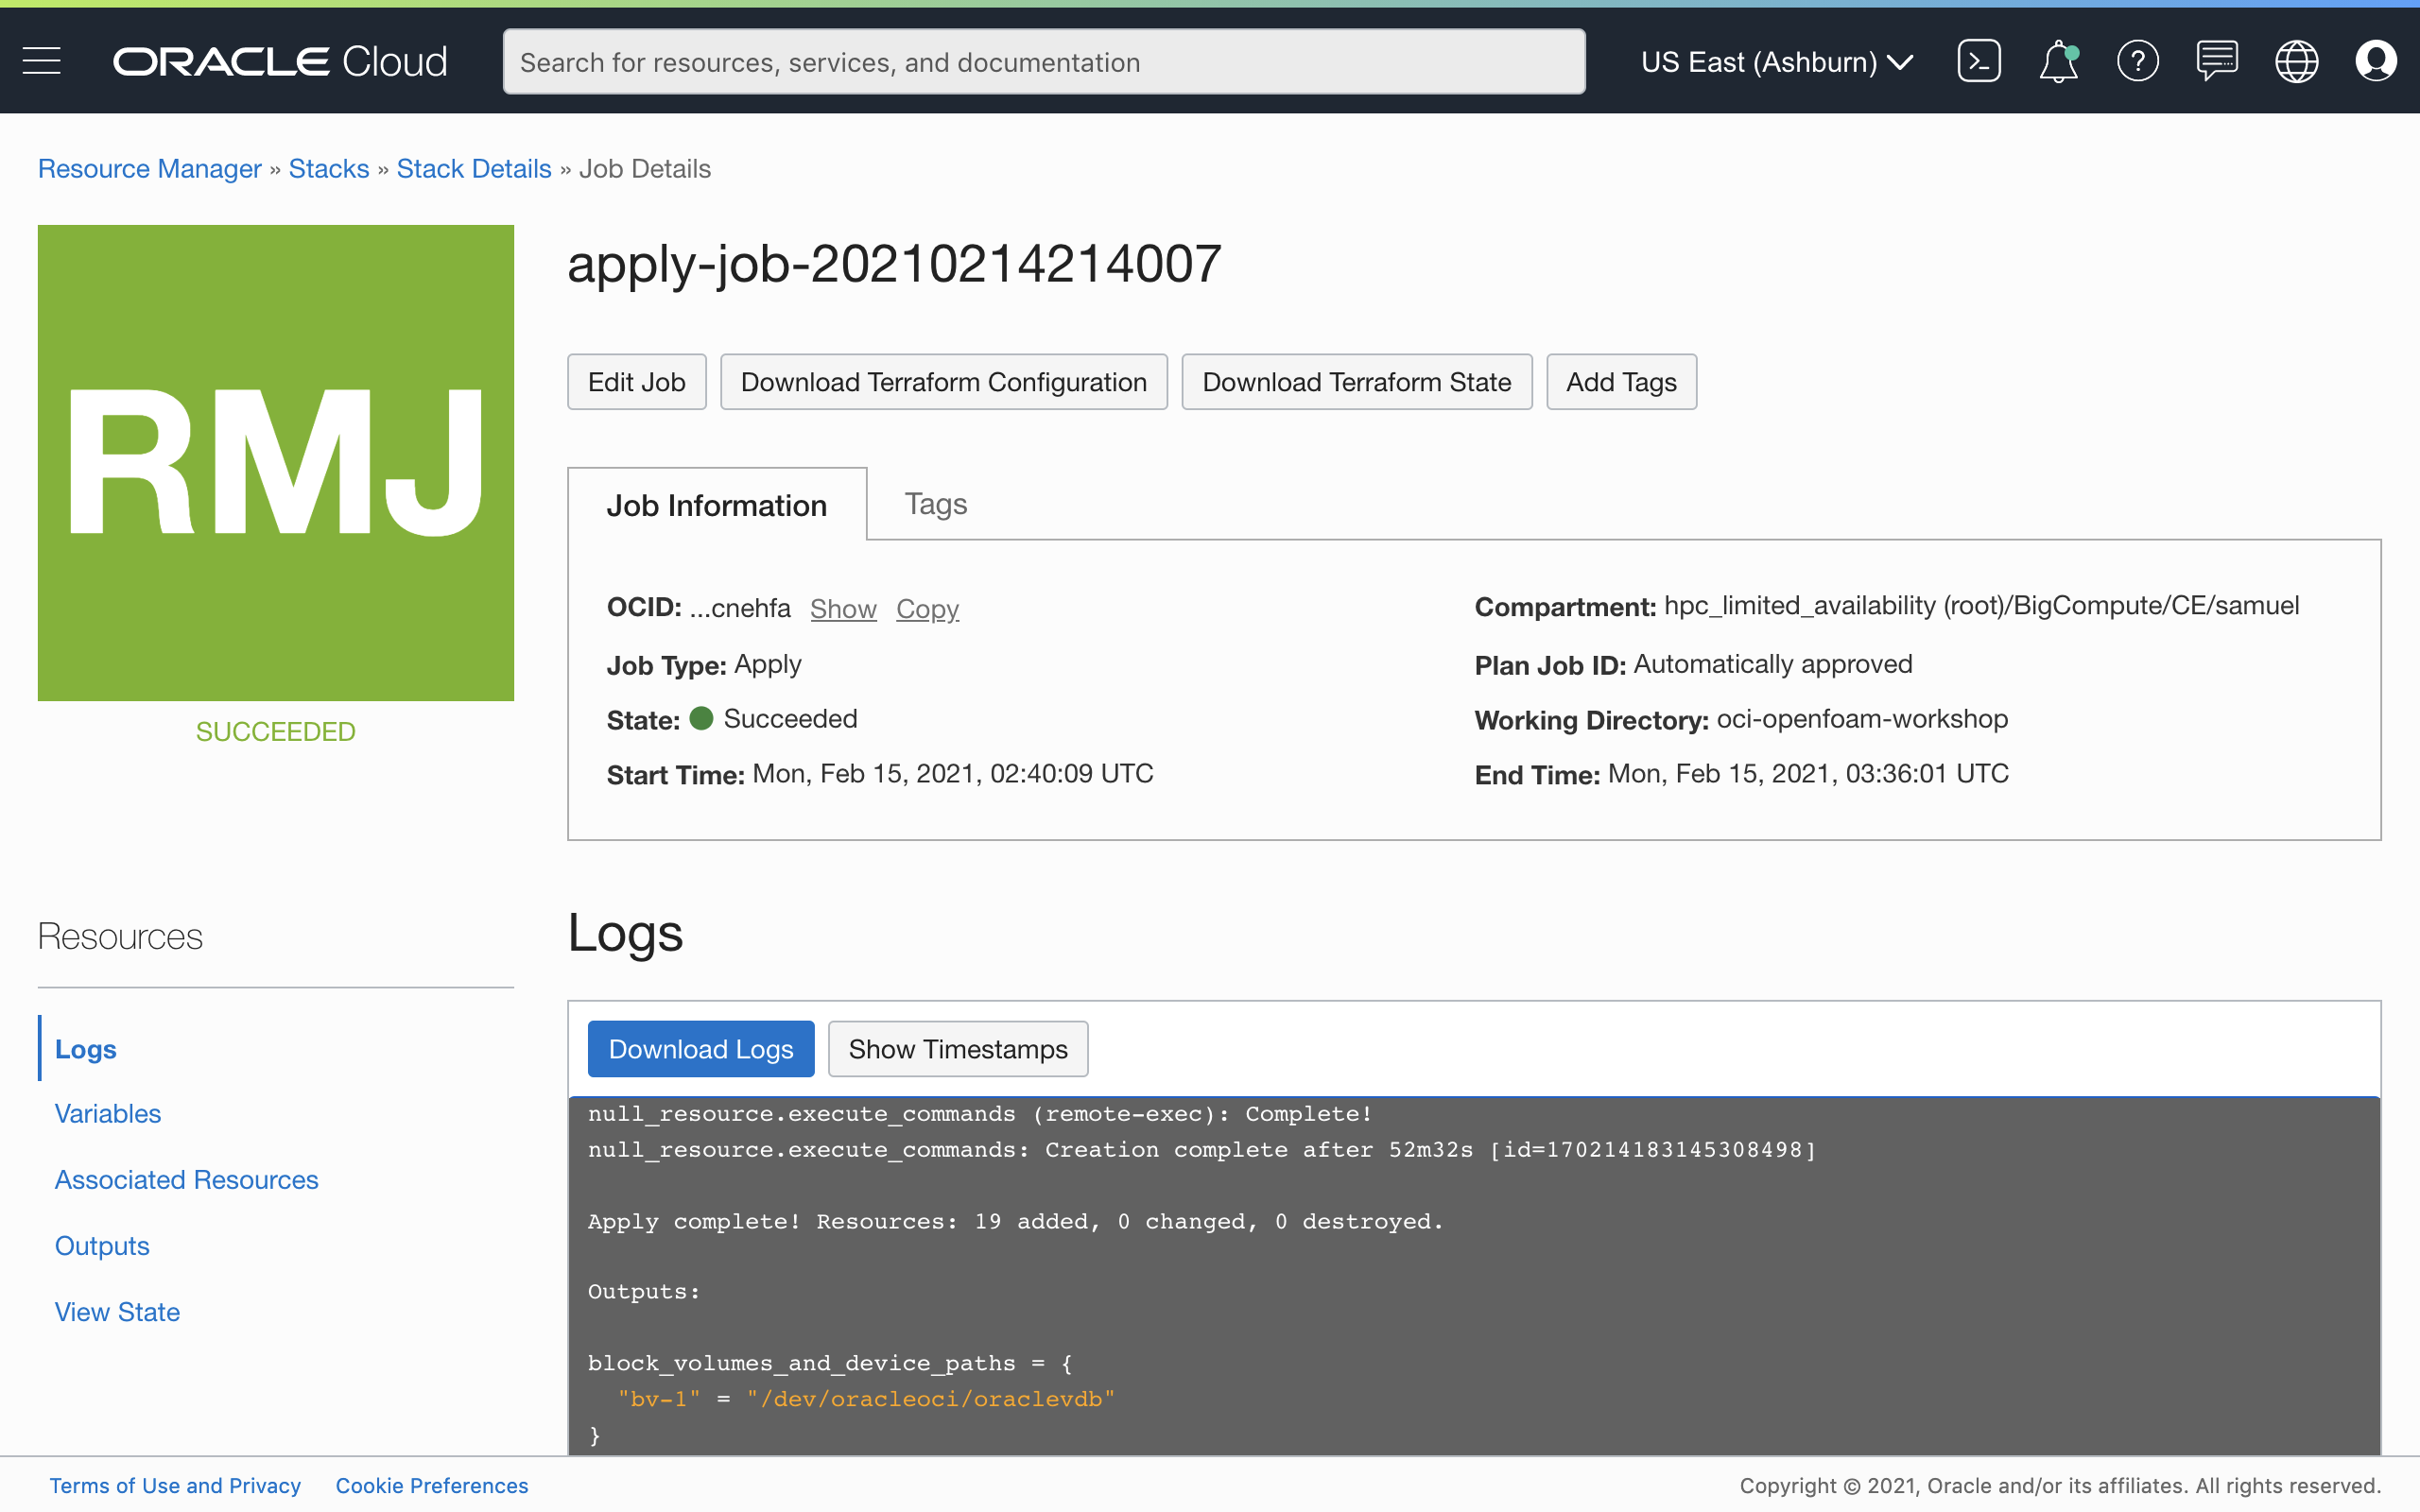 ORACLE Cloud
Search for resources, services, and documentation
US East (Ashburn)
Resource Manager » Stacks » Stack Details » Job Details
RMJ
SUCCEEDED
apply-job-20210214214007
Edit Job
Download Terraform Configuration
Download Terraform State
Add Tags
Job Information
Tags
OCID: ...cnehfa Show Copy
Compartment: hpc_limited_availability (root)/BigCompute/CE/samuel
Job Type: Apply
Plan Job ID: Automatically approved
State: Succeeded
Working Directory: oci-openfoam-workshop
Start Time: Mon, Feb 15, 2021, 02:40:09 UTC
End Time: Mon, Feb 15, 2021, 03:36:01 UTC
Resources
Logs
Variables
Associated Resources
Outputs
View State
Logs
Download Logs
Show Timestamps
null_resource.execute_commands (remote-exec): Complete!
null_resource.execute_commands: Creation complete after 52m32s [id=170214183145308498]
Apply complete! Resources: 19 added, 0 changed, 0 destroyed.
Outputs:
block_volumes_and_device_paths = {
"bv-1" = "/dev/oracleoci/oraclevdb"
}
Terms of Use and Privacy
Cookie Preferences
Copyright © 2021, Oracle and/or its affiliates. All rights reserved.